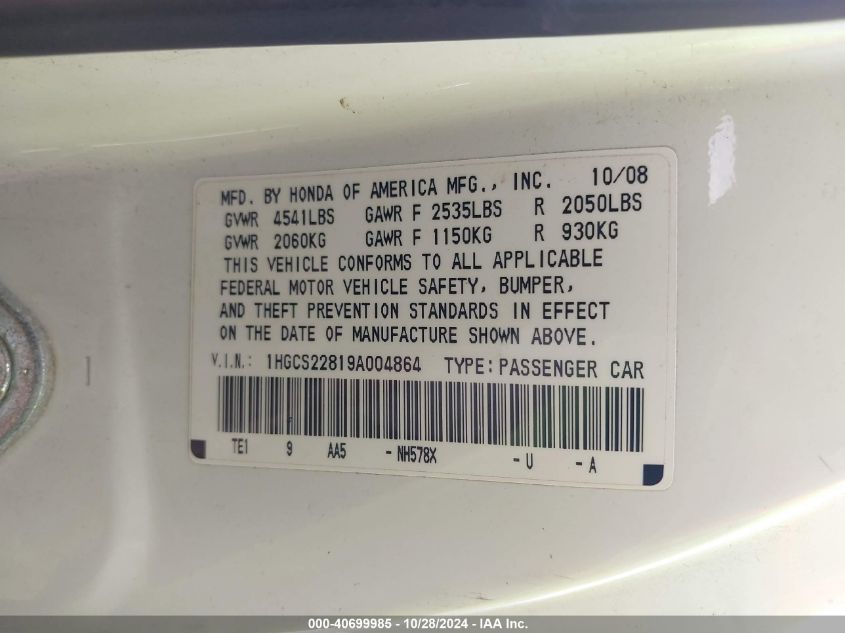 MFD. BY HONDA OF AMERICA MFG., INC. 10/08
GVWR 4541LBS GAWR F 2535LBS R 2050LBS
GVWR 2060KG GAWR F 1150KG R 930KG
THIS VEHICLE CONFORMS TO ALL APPLICABLE
FEDERAL MOTOR VEHICLE SAFETY, BUMPER,
AND THEFT PREVENTION STANDARDS IN EFFECT
ON THE DATE OF MANUFACTURE SHOWN ABOVE.
V.I.N.: 1HGCS22819A004864 TYPE: PASSENGER CAR
TE1 9 AA5 - NH578X - U - A
000-40699985 - 10/28/2024 - IAA Inc.